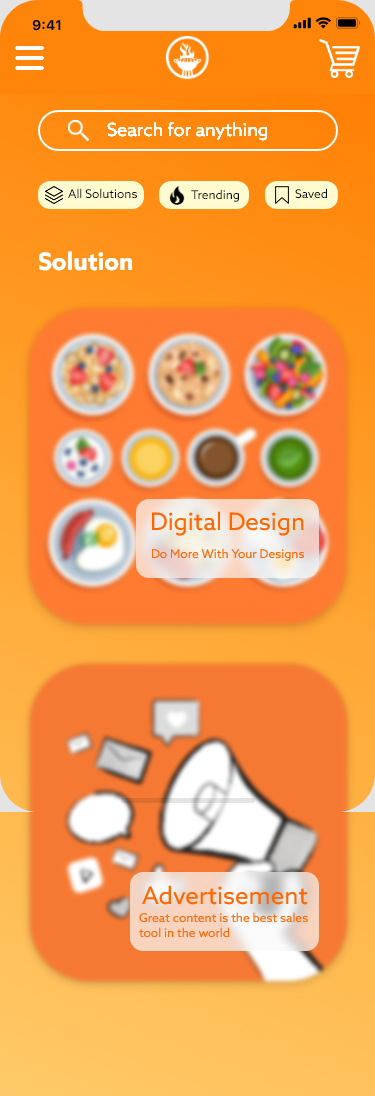 9:41
Search for anything
All Solutions
Trending
Saved
Solution
Digital Design
Do More With Your Designs
Advertisement
Great content is the best sales
tool in the world